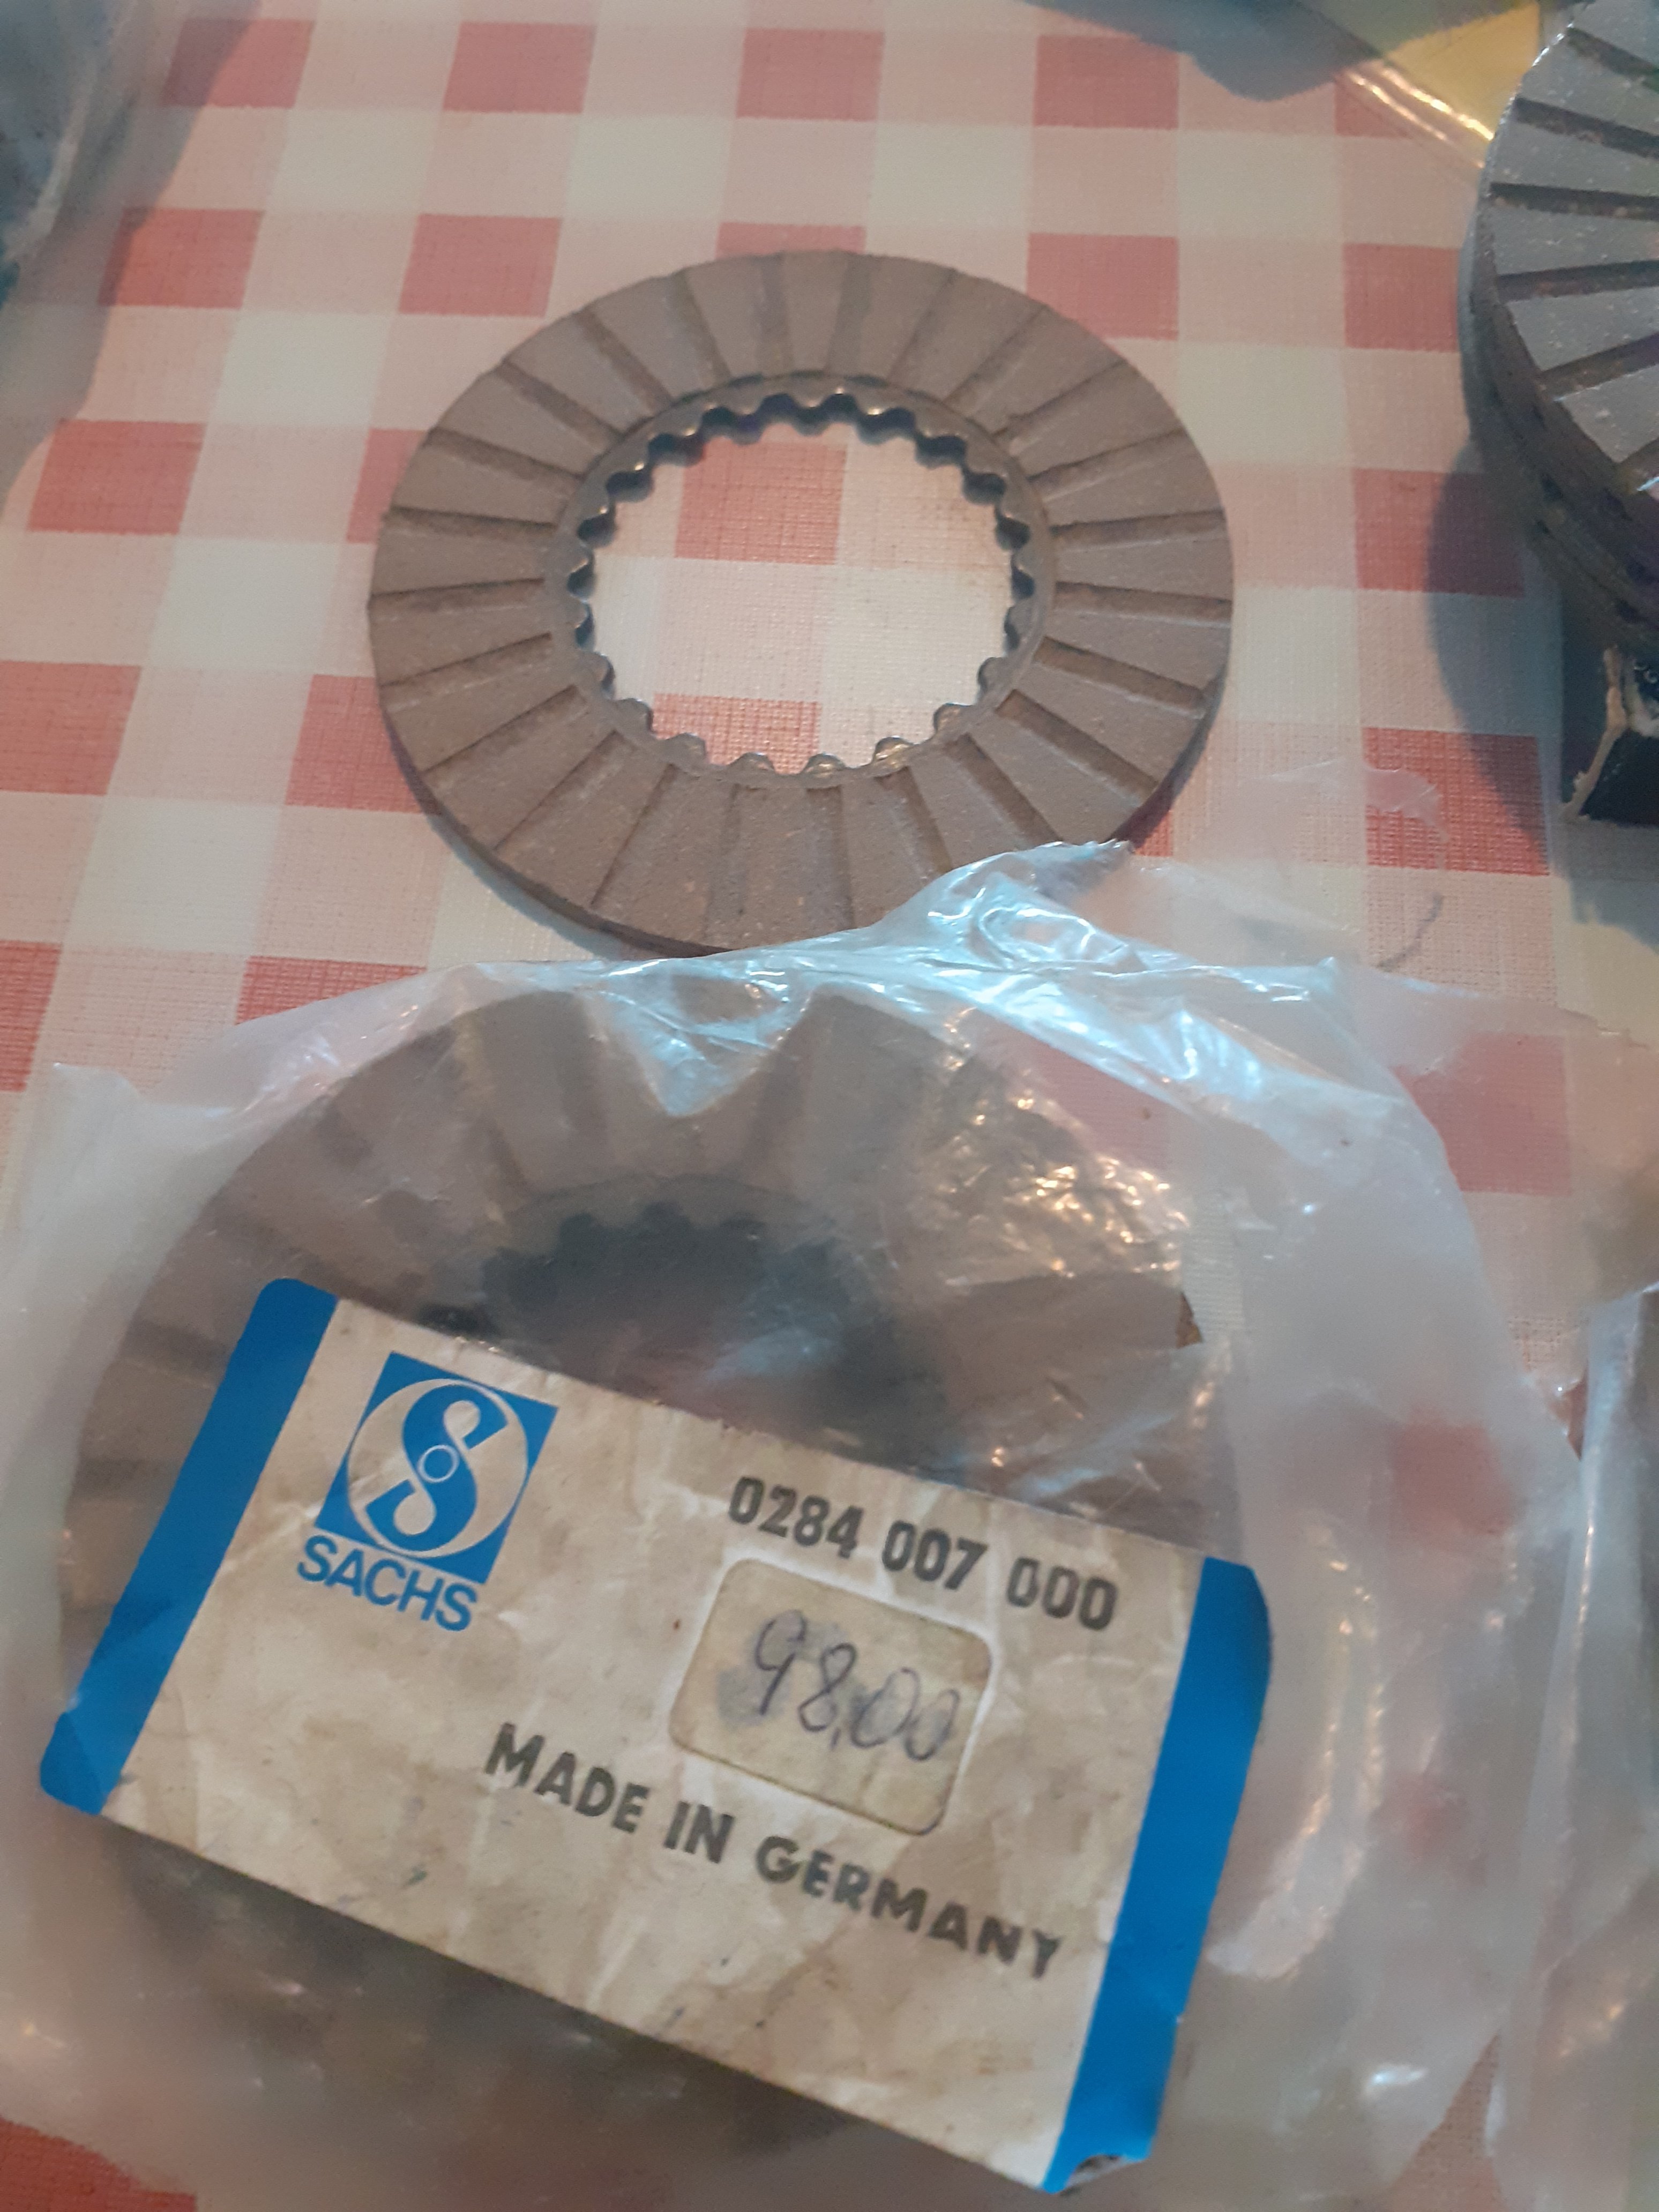 SACHS
0284 007 000
98,00
MADE IN GERMANY